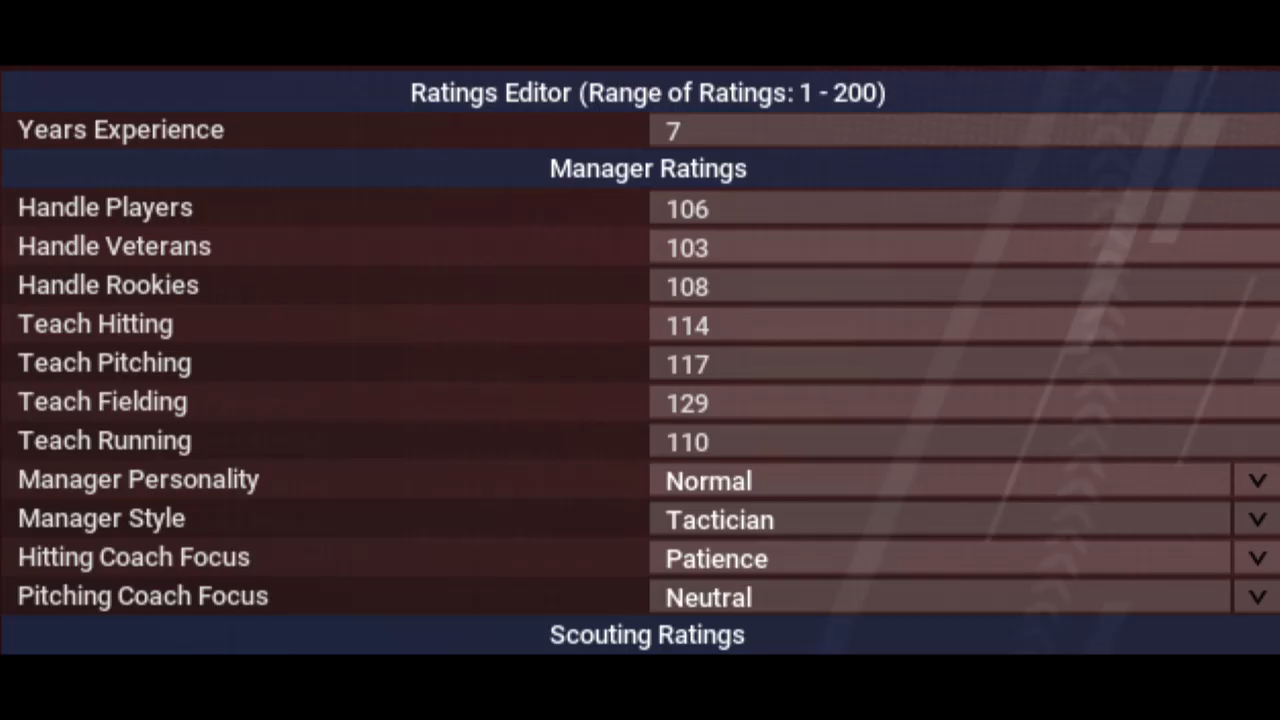 Ratings Editor (Range of Ratings: 1 - 200)
Years Experience 7
Manager Ratings
Handle Players 106
Handle Veterans 103
Handle Rookies 108
Teach Hitting 114
Teach Pitching 117
Teach Fielding 129
Teach Running 110
Manager Personality Normal
Manager Style Tactician
Hitting Coach Focus Patience
Pitching Coach Focus Neutral
Scouting Ratings